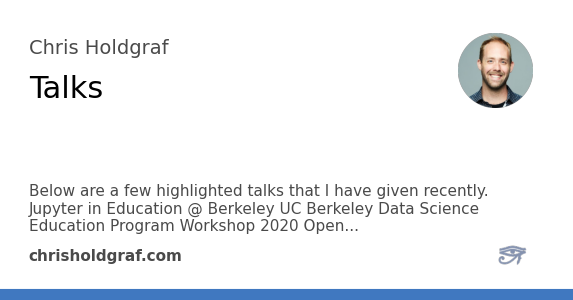 Chris Holdgraf
Talks
Below are a few highlighted talks that I have given recently.
Jupyter in Education @ Berkeley UC Berkeley Data Science
Education Program Workshop 2020 Open...
chrisholdgraf.com